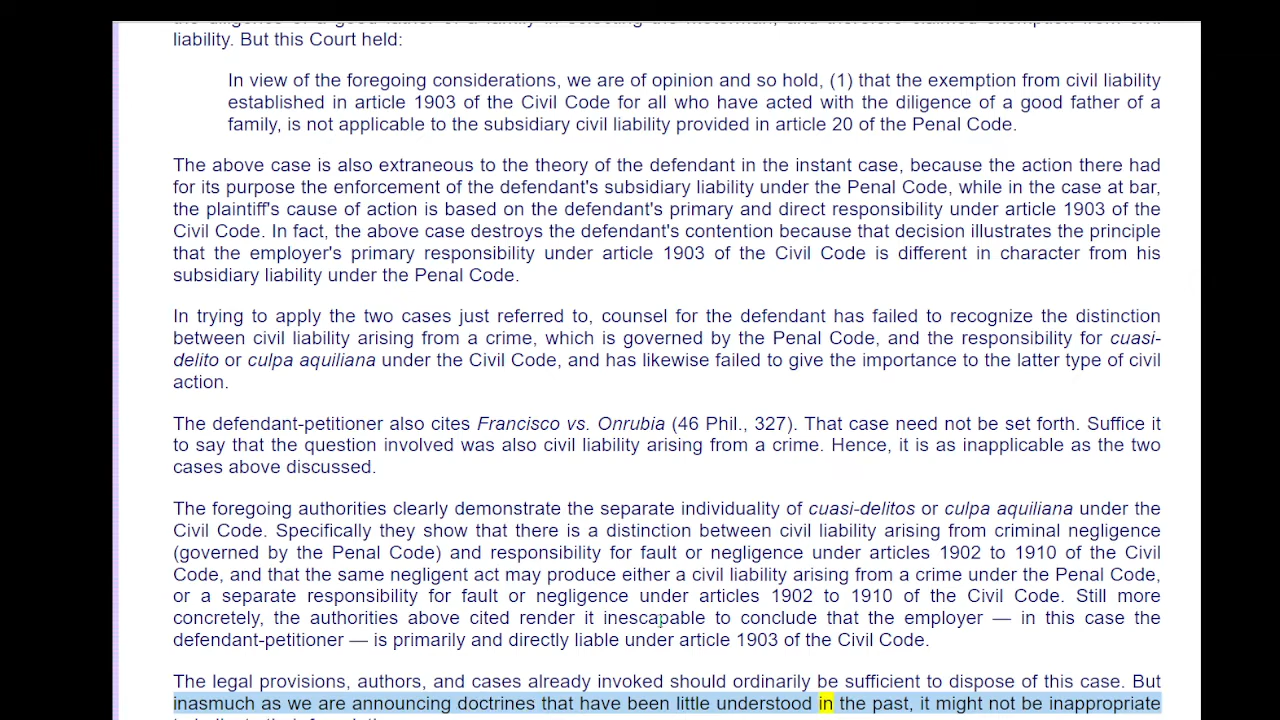 the diligence of a good father of a family in selecting the motorman, and therefore claimed exemption from civil
liability. But this Court held:
In view of the foregoing considerations, we are of opinion and so hold, (1) that the exemption from civil liability
established in article 1903 of the Civil Code for all who have acted with the diligence of a good father of a
family, is not applicable to the subsidiary civil liability provided in article 20 of the Penal Code.
The above case is also extraneous to the theory of the defendant in the instant case, because the action there had
for its purpose the enforcement of the defendant's subsidiary liability under the Penal Code, while in the case at bar,
the plaintiff's cause of action is based on the defendant's primary and direct responsibility under article 1903 of the
Civil Code. In fact, the above case destroys the defendant's contention because that decision illustrates the principle
that the employer's primary responsibility under article 1903 of the Civil Code is different in character from his
subsidiary liability under the Penal Code.
In trying to apply the two cases just referred to, counsel for the defendant has failed to recognize the distinction
between civil liability arising from a crime, which is governed by the Penal Code, and the responsibility for cuasi-
delito or culpa aquiliana under the Civil Code, and has likewise failed to give the importance to the latter type of civil
action.
The defendant-petitioner also cites Francisco vs. Onrubia (46 Phil., 327). That case need not be set forth. Suffice it
to say that the question involved was also civil liability arising from a crime. Hence, it is as inapplicable as the two
cases above discussed.
The foregoing authorities clearly demonstrate the separate individuality of cuasi-delitos or culpa aquiliana under the
Civil Code. Specifically they show that there is a distinction between civil liability arising from criminal negligence
(governed by the Penal Code) and responsibility for fault or negligence under articles 1902 to 1910 of the Civil
Code, and that the same negligent act may produce either a civil liability arising from a crime under the Penal Code,
or a separate responsibility for fault or negligence under articles 1902 to 1910 of the Civil Code. Still more
concretely, the authorities above cited render it inescapable to conclude that the employer — in this case the
defendant-petitioner — is primarily and directly liable under article 1903 of the Civil Code.
The legal provisions, authors, and cases already invoked should ordinarily be sufficient to dispose of this case. But
inasmuch as we are announcing doctrines that have been little understood in the past, it might not be inappropriate